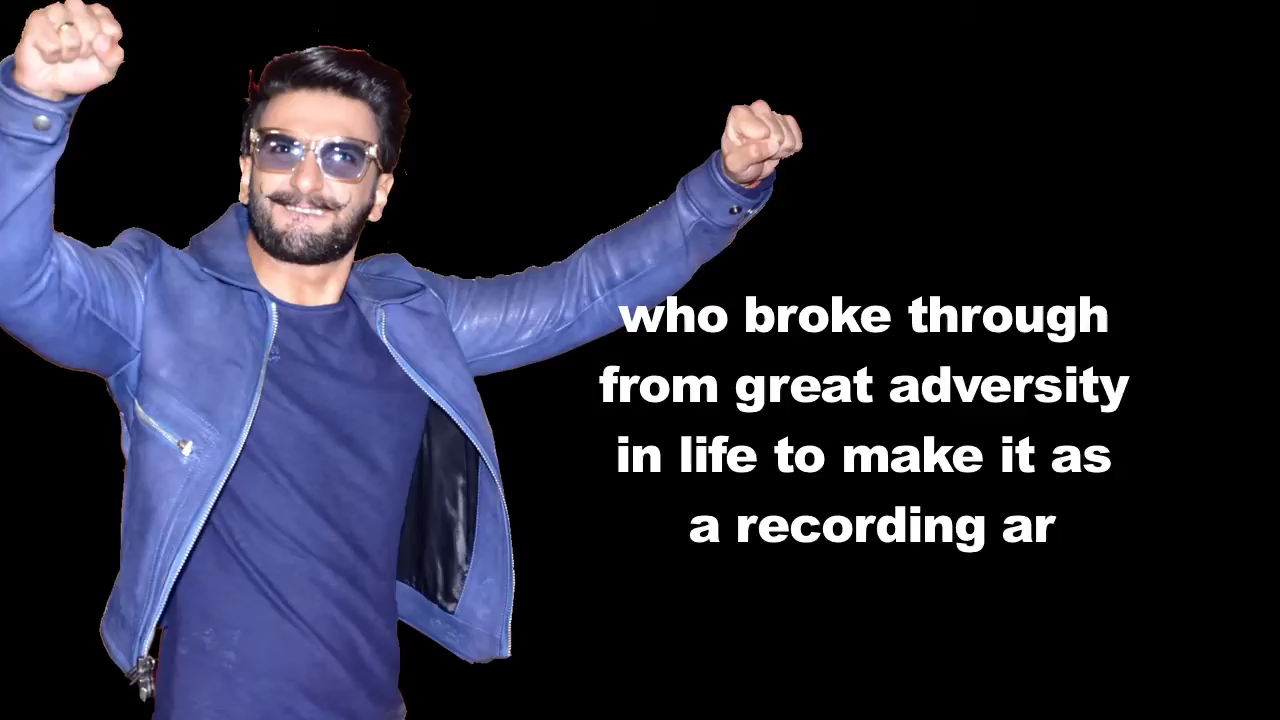 who broke through
from great adversity
in life to make it as
a recording ar